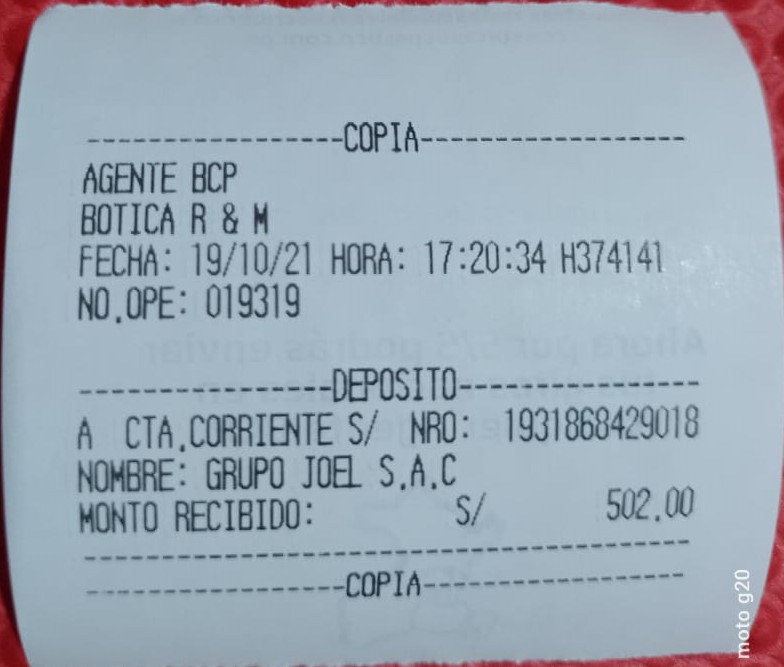 ----------------COPIA-----------------
AGENTE BCP
BOTICA R & M
FECHA: 19/10/21 HORA: 17:20:34 H374141
NO.OPE: 019319
----------------DEPOSITO---------------
A CTA.CORRIENTE S/ NRO: 1931868429018
NOMBRE: GRUPO JOEL S.A.C
MONTO RECIBIDO: S/ 502.00
---------------------------------------
----------------COPIA-----------------
moto g20